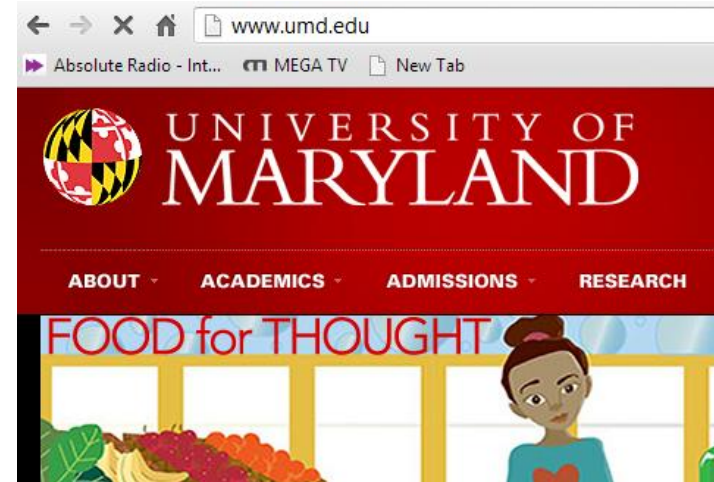 www.umd.edu
Absolute Radio - Int... MEGA TV New Tab
UNIVERSITY OF
MARYLAND
ABOUT ACADEMICS ADMISSIONS RESEARCH
FOOD for THOUGHT